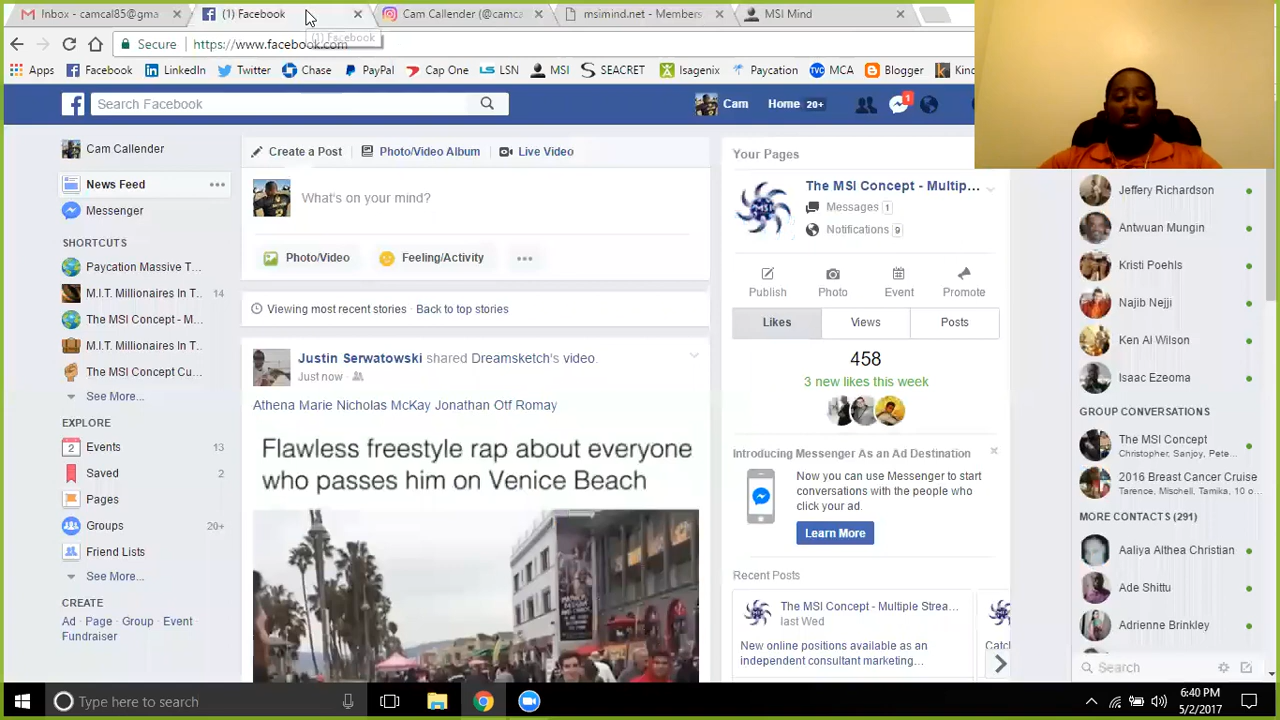 Inbox - camcal85@gma
(1) Facebook
Cam Callender (@camca
msimind.net - Members
MSI Mind
Secure
https://www.facebook.com
(1) Facebook
Apps
Facebook
LinkedIn
Twitter
Chase
PayPal
Cap One
LSN
MSI
SEACRET
Isagenix
Paycation
MCA
Blogger
Kind
Search Facebook
Cam
Home 20+
1
Cam Callender
News Feed
Messenger
SHORTCUTS
Paycation Massive T...
M.I.T. Millionaires In T... 14
The MSI Concept - M...
M.I.T. Millionaires In T...
The MSI Concept Cu...
See More...
EXPLORE
Events 13
Saved 2
Pages
Groups 20+
Friend Lists
See More...
CREATE
Ad · Page · Group · Event ·
Fundraiser
Create a Post
Photo/Video Album
Live Video
What's on your mind?
Photo/Video
Feeling/Activity
Viewing most recent stories · Back to top stories
Justin Serwatowski shared Dreamsketch's video.
Just now
Athena Marie Nicholas McKay Jonathan Otf Romay
Flawless freestyle rap about everyone
who passes him on Venice Beach
Your Pages
The MSI Concept - Multip...
Messages 1
Notifications 9
Publish
Photo
Event
Promote
Likes
Views
Posts
458
3 new likes this week
Introducing Messenger As an Ad Destination
Now you can use Messenger to start
conversations with the people who
click your ad.
Learn More
Recent Posts
The MSI Concept - Multiple Strea...
last Wed
New online positions available as an
independent consultant marketing...
Catch
Jeffery Richardson
Antwuan Mungin
Kristi Poehls
Najib Nejji
Ken Al Wilson
Isaac Ezeoma
GROUP CONVERSATIONS
The MSI Concept
Christopher, Sanjoy, Pete...
2016 Breast Cancer Cruise
Tarence, Mischell, Tamika, 10 o...
MORE CONTACTS (291)
Aaliya Althea Christian
Ade Shittu
Adrienne Brinkley
Search
Type here to search
6:40 PM
5/2/2017